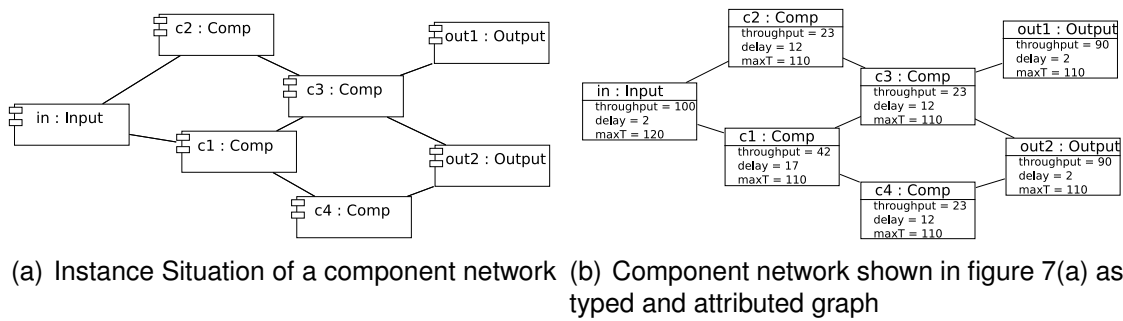 c2 : Comp
out1 : Output
c3 : Comp
in : Input
c1 : Comp
out2 : Output
c4 : Comp
(a) Instance Situation of a component network
c2 : Comp
throughput = 23
delay = 12
maxT = 110
out1 : Output
throughput = 90
delay = 2
maxT = 110
c3 : Comp
throughput = 23
delay = 12
maxT = 110
in : Input
throughput = 100
delay = 2
maxT = 120
c1 : Comp
throughput = 42
delay = 17
maxT = 110
out2 : Output
throughput = 90
delay = 2
maxT = 110
c4 : Comp
throughput = 23
delay = 12
maxT = 110
(b) Component network shown in figure 7(a) as
typed and attributed graph